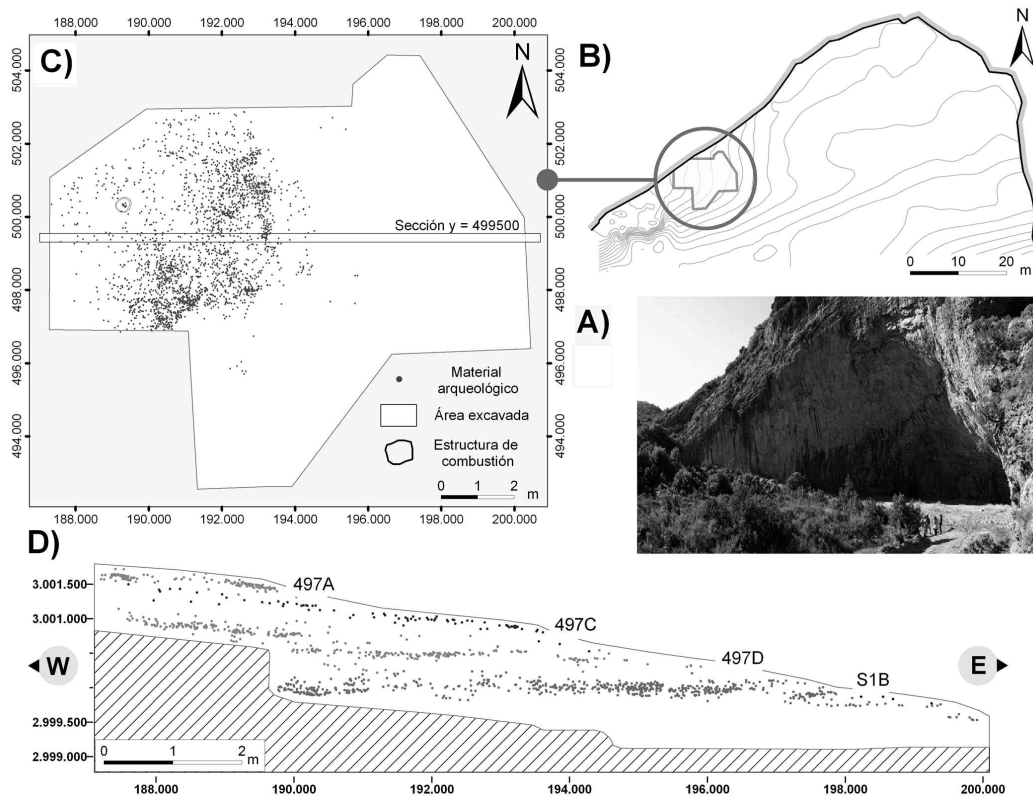 188.000 190.000 192.000 194.000 196.000 198.000 200.000
C)
N
504.000
502.000
500.000
498.000
496.000
494.000
Sección y = 499500
Material
arqueológico
Área excavada
Estructura de
combustión
0 1 2
m
504.000
502.000
500.000
498.000
496.000
494.000
188.000 190.000 192.000 194.000 196.000 198.000 200.000
B)
N
0 10 20
m
A)
D)
3.001.500
3.001.000
2.999.500
2.999.000
497A
497C
497D
S1B
W
E
0 1 2
m
188.000 190.000 192.000 194.000 196.000 198.000 200.000